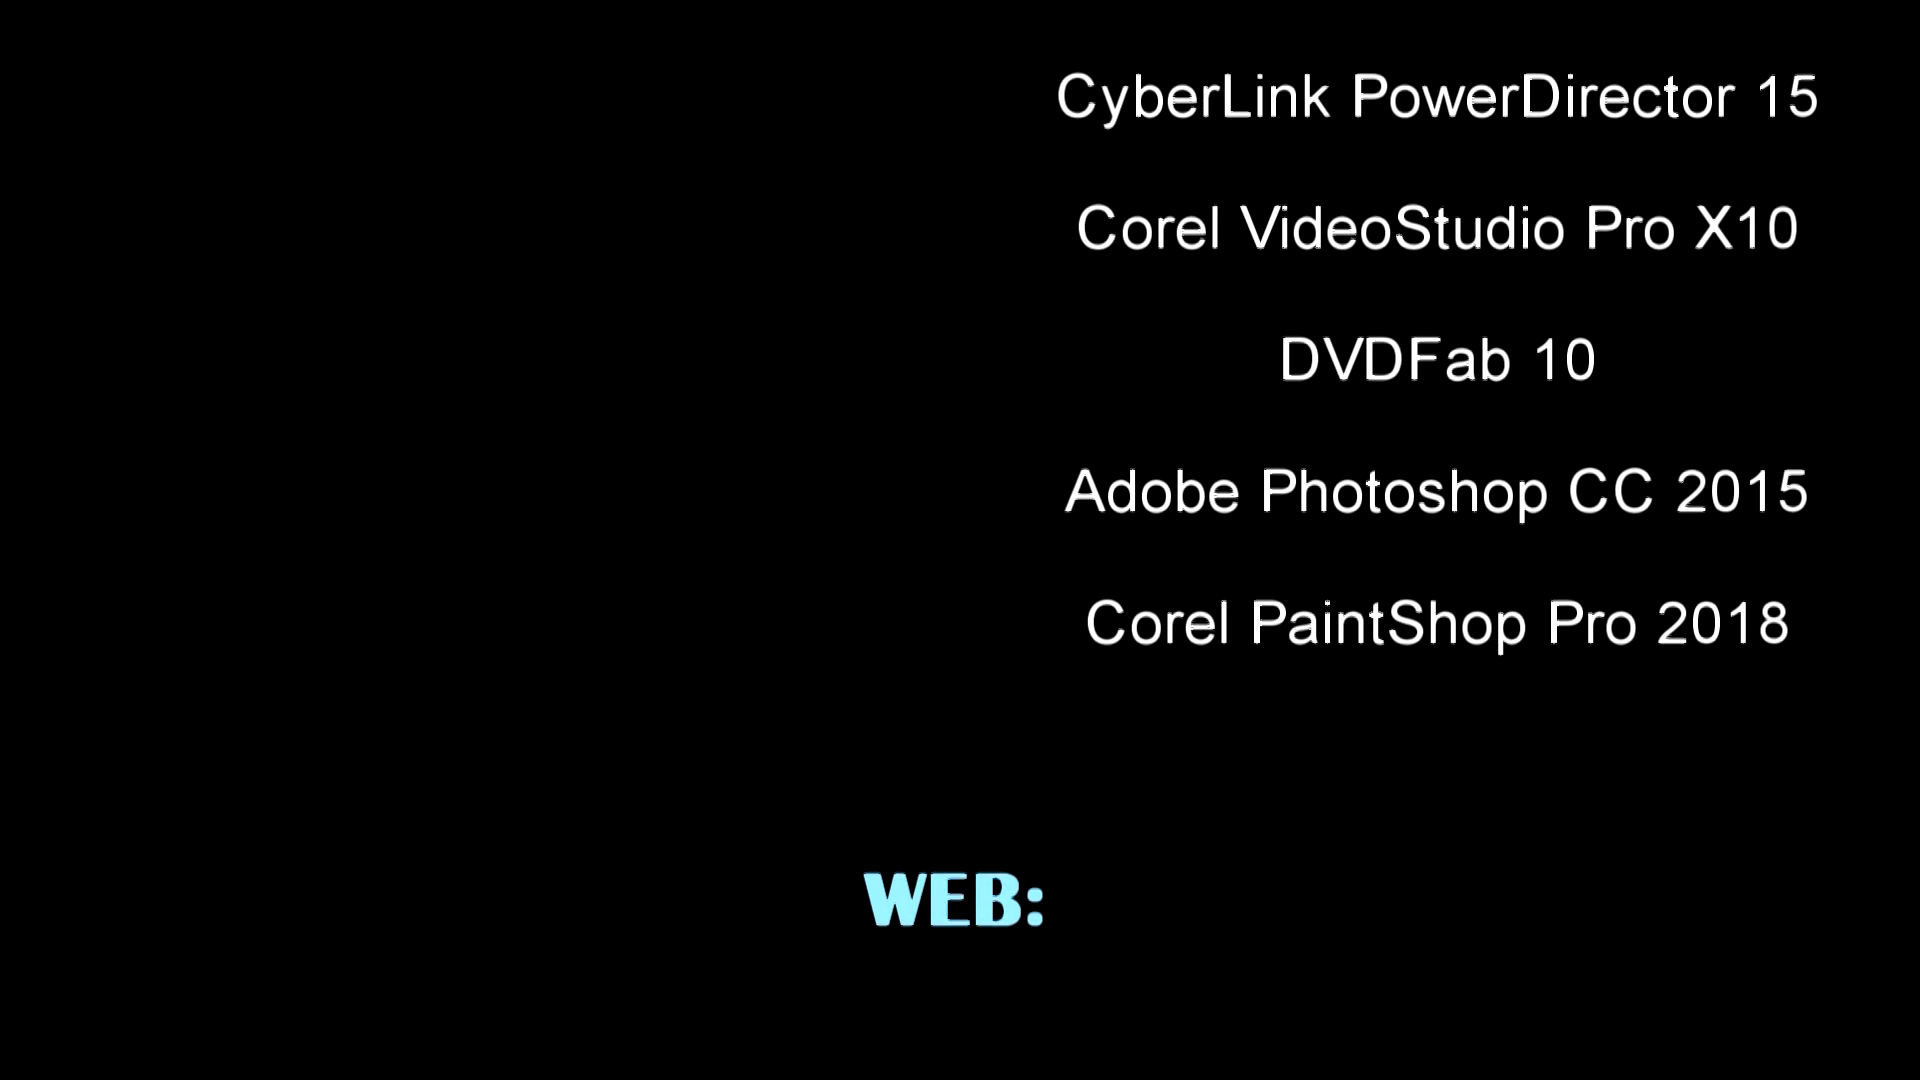 CyberLink PowerDirector 15
Corel VideoStudio Pro X10
DVDFab 10
Adobe Photoshop CC 2015
Corel PaintShop Pro 2018
WEB: